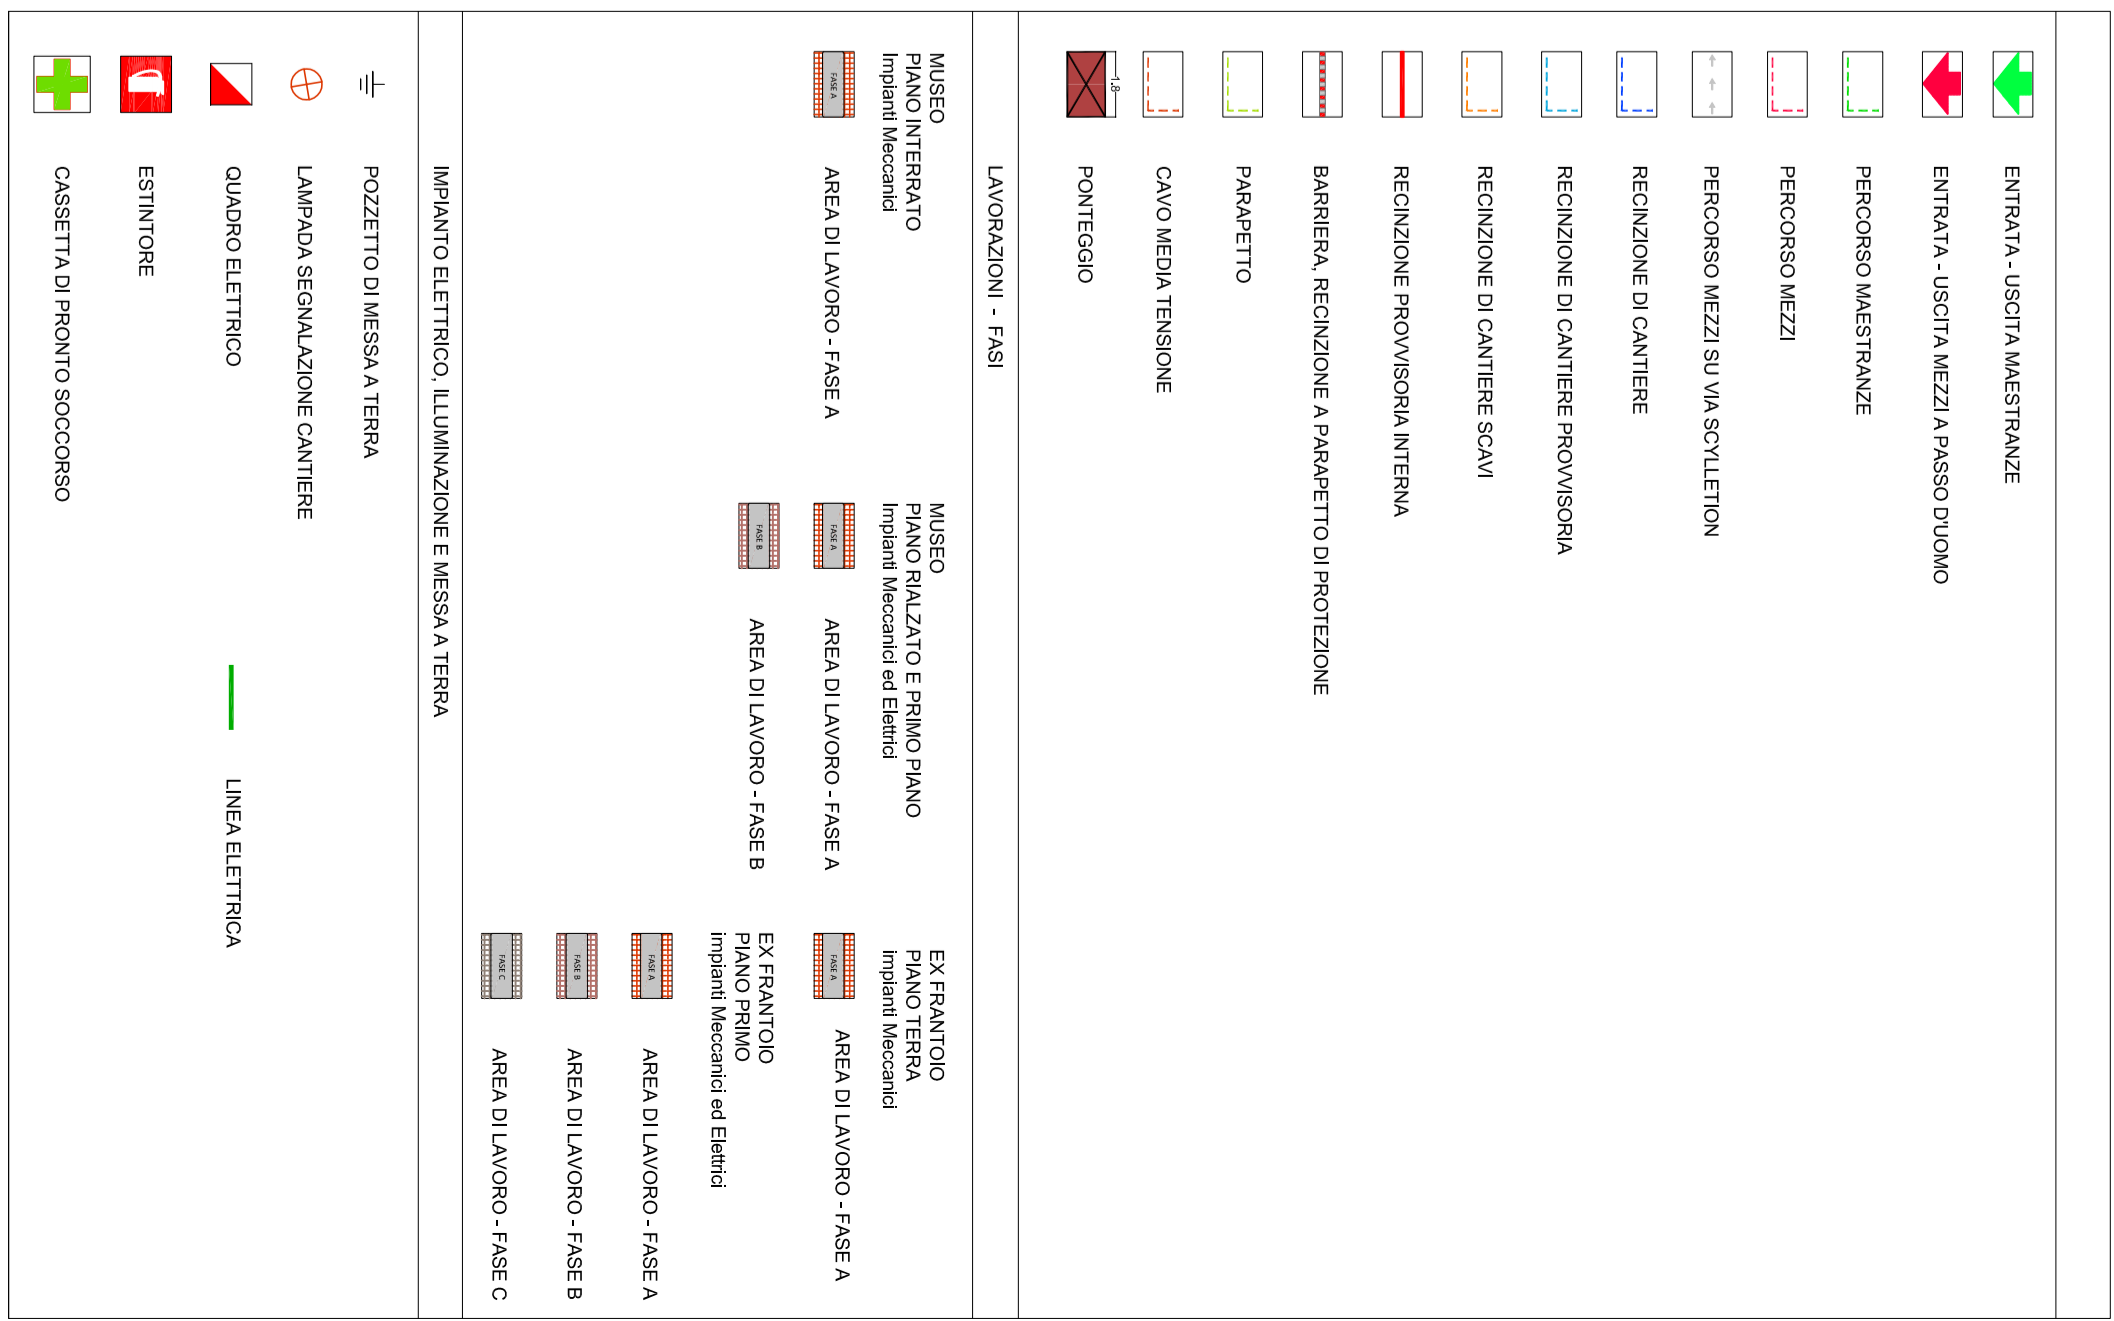 ENTRATA - USCITA MAESTRANZE
ENTRATA - USCITA MEZZI A PASSO D'UOMO
PERCORSO MAESTRANZE
PERCORSO MEZZI
PERCORSO MEZZI SU VIA SCYLLETION
RECINZIONE DI CANTIERE
RECINZIONE DI CANTIERE PROVVISORIA
RECINZIONE DI CANTIERE SCAVI
RECINZIONE PROVVISORIA INTERNA
BARRIERA, RECINZIONE A PARAPETTO DI PROTEZIONE
PARAPETTO
CAVO MEDIA TENSIONE
1.8
PONTEGGIO
LAVORAZIONI - FASI
MUSEO
PIANO INTERRATO
Impianti Meccanici
FASE A
AREA DI LAVORO - FASE A
MUSEO
PIANO RIALZATO E PRIMO PIANO
Impianti Meccanici ed Elettrici
FASE A
AREA DI LAVORO - FASE A
FASE B
AREA DI LAVORO - FASE B
EX FRANTOIO
PIANO TERRA
impianti Meccanici
FASE A
AREA DI LAVORO - FASE A
EX FRANTOIO
PIANO PRIMO
impianti Meccanici ed Elettrici
FASE A
AREA DI LAVORO - FASE A
FASE B
AREA DI LAVORO - FASE B
FASE C
AREA DI LAVORO - FASE C
IMPIANTO ELETTRICO, ILLUMINAZIONE E MESSA A TERRA
POZZETTO DI MESSA A TERRA
LAMPADA SEGNALAZIONE CANTIERE
QUADRO ELETTRICO
LINEA ELETTRICA
ESTINTORE
CASSETTA DI PRONTO SOCCORSO